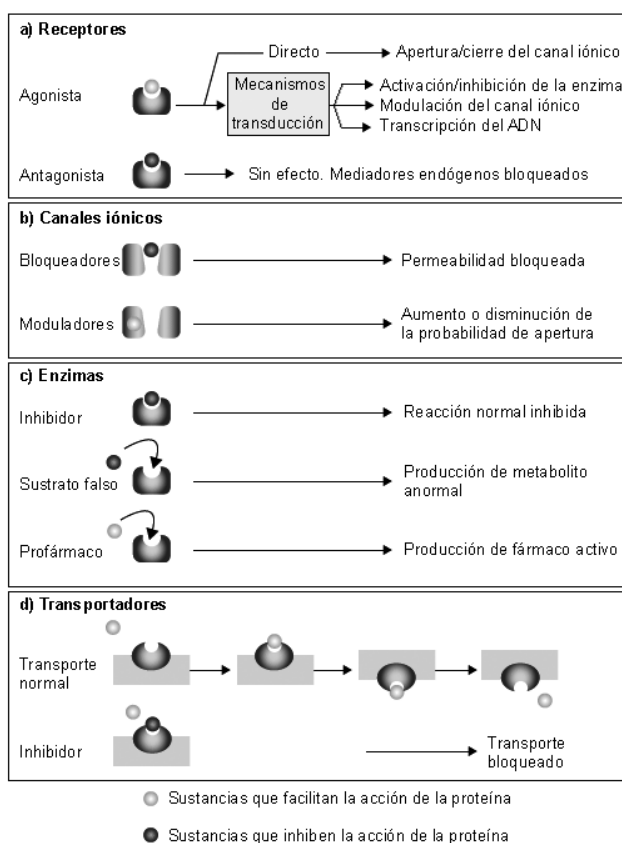 a) Receptores
Directo
Apertura/cierre del canal iónico
Agonista
Mecanismos
de
transducción
Activación/inhibición de la enzima
Modulación del canal iónico
Transcripción del ADN
Antagonista
Sin efecto. Mediadores endógenos bloqueados
b) Canales iónicos
Bloqueadores
Permeabilidad bloqueada
Moduladores
Aumento o disminución de
la probabilidad de apertura
c) Enzimas
Inhibidor
Reacción normal inhibida
Sustrato falso
Producción de metabolito
anormal
Profármaco
Producción de fármaco activo
d) Transportadores
Transporte
normal
Inhibidor
Transporte
bloqueado
Sustancias que facilitan la acción de la proteína
Sustancias que inhiben la acción de la proteína